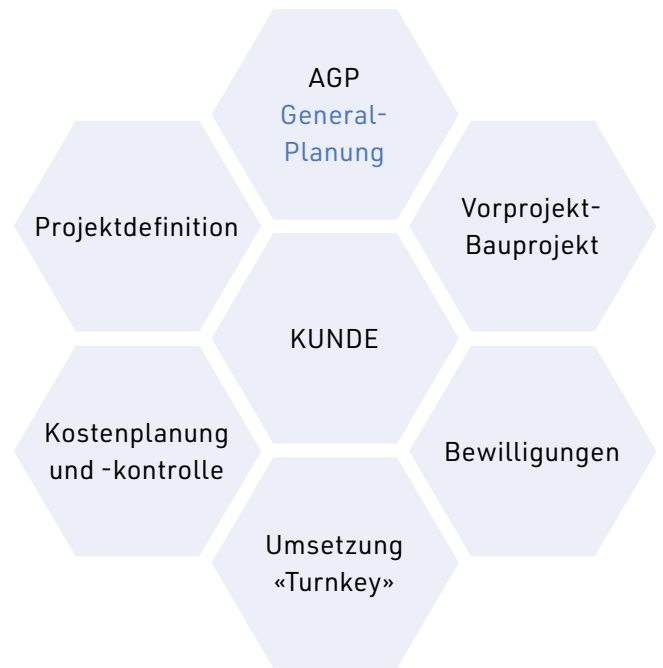 AGP
General-
Planung
Projektdefinition
Vorprojekt-
Bauprojekt
KUNDE
Kostenplanung
und -kontrolle
Bewilligungen
Umsetzung
«Turnkey»